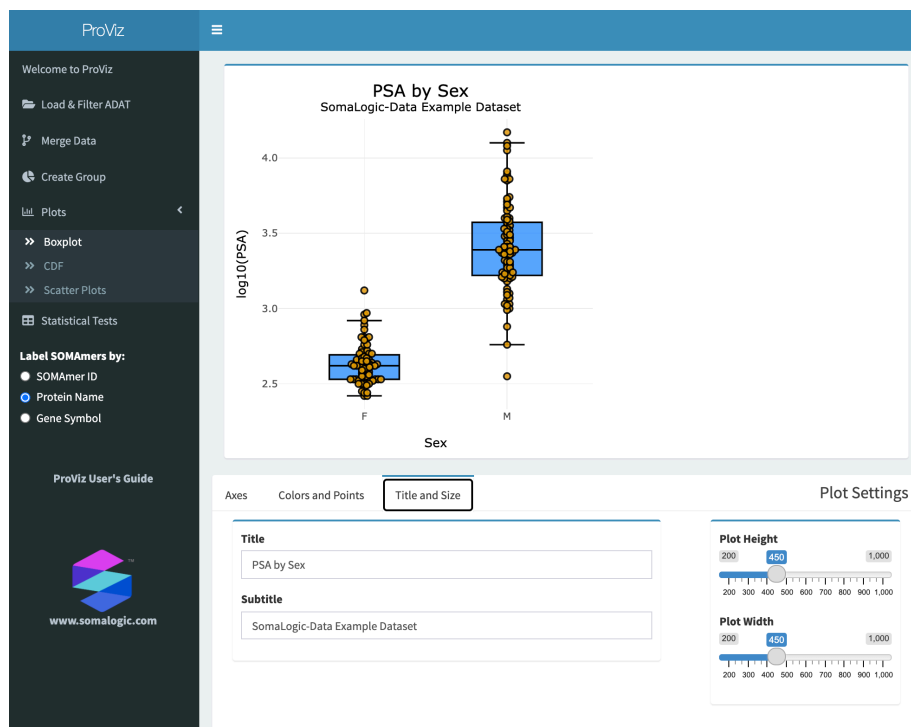 ProViz
Welcome to ProViz
Load & Filter ADAT
Merge Data
Create Group
Plots
Boxplot
CDF
Scatter Plots
Statistical Tests
Label SOMAmers by:
SOMAmer ID
Protein Name
Gene Symbol
ProViz User's Guide
TM
www.somalogic.com
PSA by Sex
SomaLogic-Data Example Dataset
log10(PSA)
4.0
3.5
3.0
2.5
F M
Sex
Axes Colors and Points Title and Size Plot Settings
Title
PSA by Sex
Subtitle
SomaLogic-Data Example Dataset
Plot Height
200 450 1,000
200 300 400 500 600 700 800 900 1,000
Plot Width
200 450 1,000
200 300 400 500 600 700 800 900 1,000